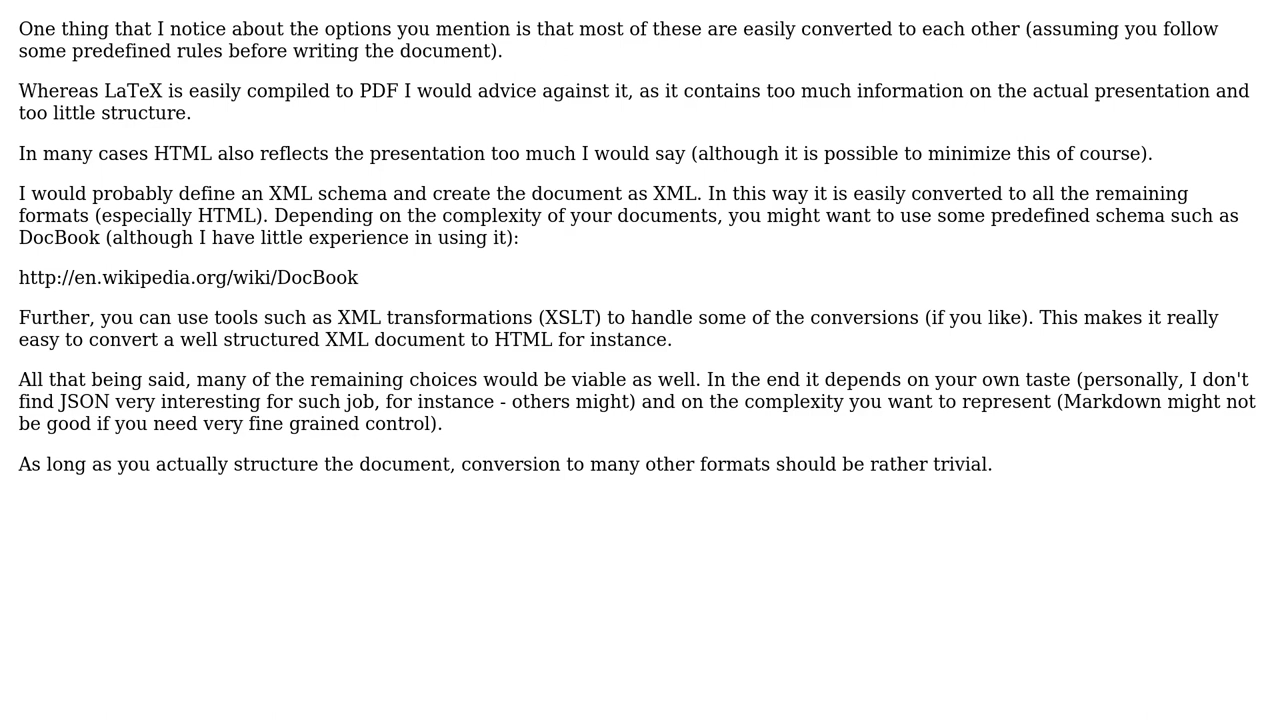 One thing that I notice about the options you mention is that most of these are easily converted to each other (assuming you follow
some predefined rules before writing the document).
Whereas LaTeX is easily compiled to PDF I would advice against it, as it contains too much information on the actual presentation and
too little structure.
In many cases HTML also reflects the presentation too much I would say (although it is possible to minimize this of course).
I would probably define an XML schema and create the document as XML. In this way it is easily converted to all the remaining
formats (especially HTML). Depending on the complexity of your documents, you might want to use some predefined schema such as
DocBook (although I have little experience in using it):
http://en.wikipedia.org/wiki/DocBook
Further, you can use tools such as XML transformations (XSLT) to handle some of the conversions (if you like). This makes it really
easy to convert a well structured XML document to HTML for instance.
All that being said, many of the remaining choices would be viable as well. In the end it depends on your own taste (personally, I don't
find JSON very interesting for such job, for instance - others might) and on the complexity you want to represent (Markdown might not
be good if you need very fine grained control).
As long as you actually structure the document, conversion to many other formats should be rather trivial.